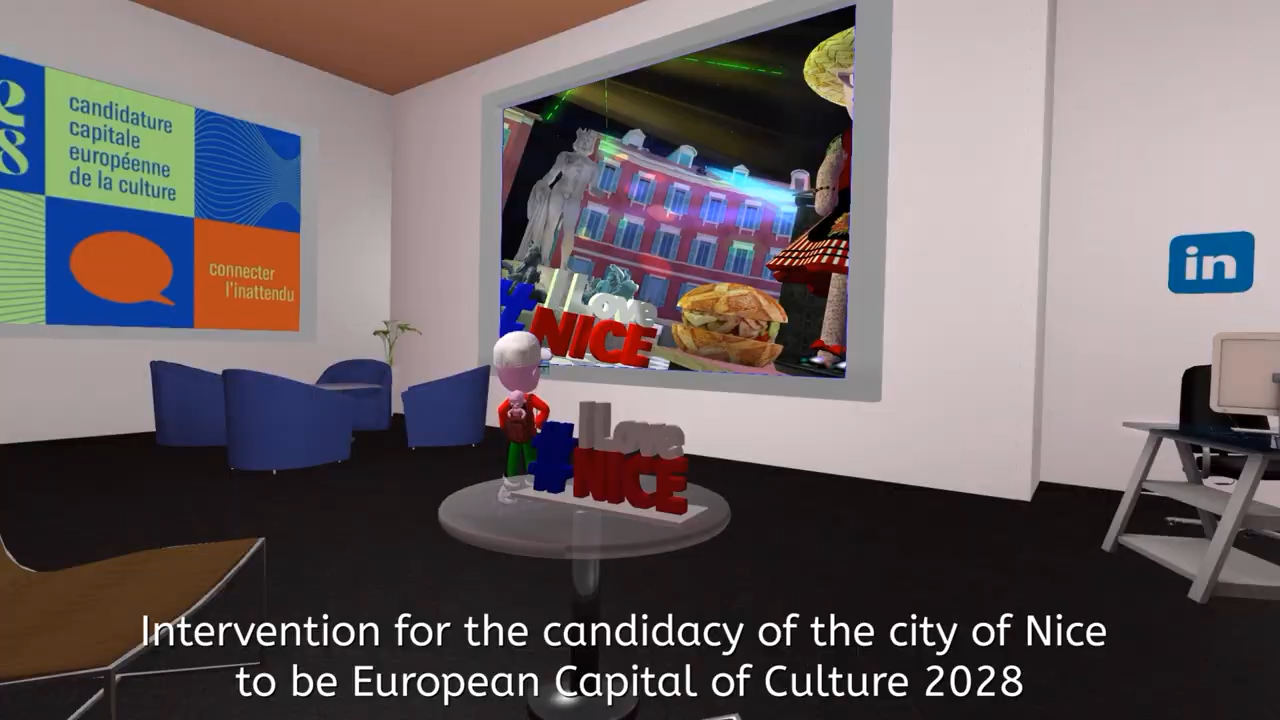 28
candidature
capitale
européenne
de la culture
connecter
l'inattendu
#I Love
NICE
#I Love
NICE
in
Intervention for the candidacy of the city of Nice
to be European Capital of Culture 2028